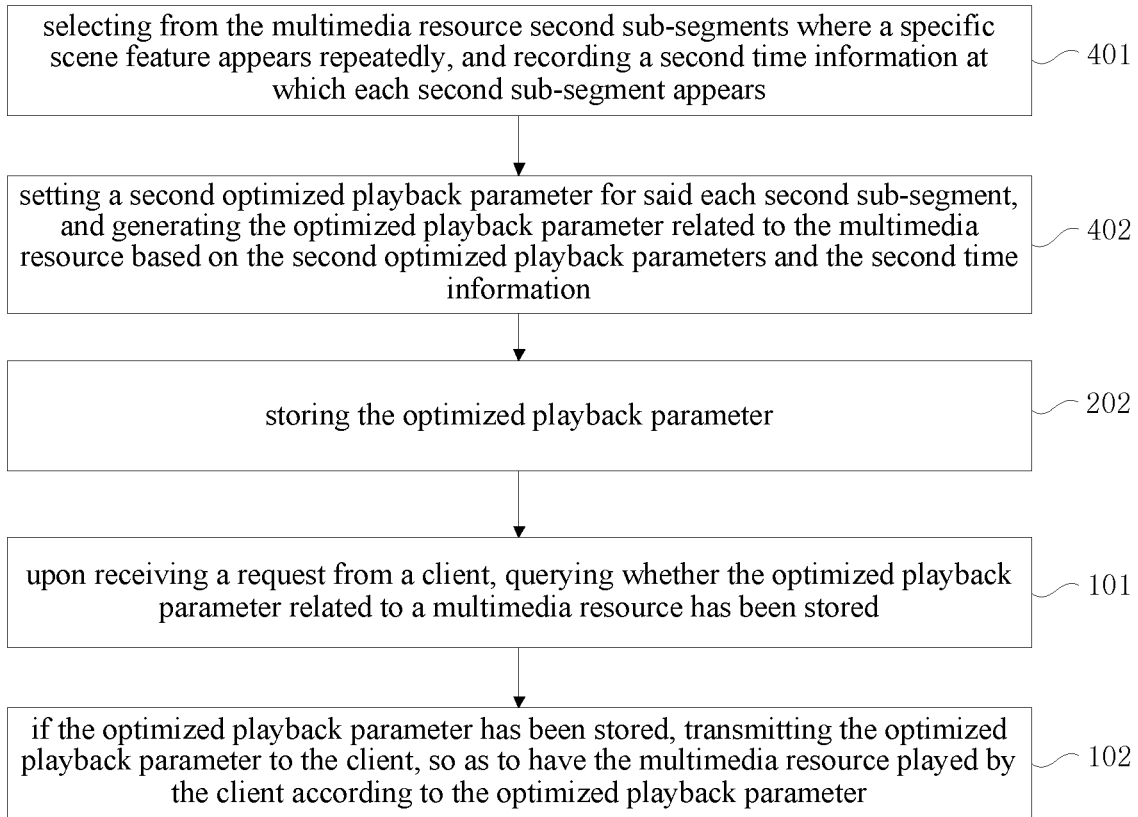 selecting from the multimedia resource second sub-segments where a specific
scene feature appears repeatedly, and recording a second time information at
which each second sub-segment appears
401
setting a second optimized playback parameter for said each second sub-segment,
and generating the optimized playback parameter related to the multimedia
resource based on the second optimized playback parameters and the second time
information
402
storing the optimized playback parameter
202
upon receiving a request from a client, querying whether the optimized playback
parameter related to a multimedia resource has been stored
101
if the optimized playback parameter has been stored, transmitting the optimized
playback parameter to the client, so as to have the multimedia resource played by
the client according to the optimized playback parameter
102